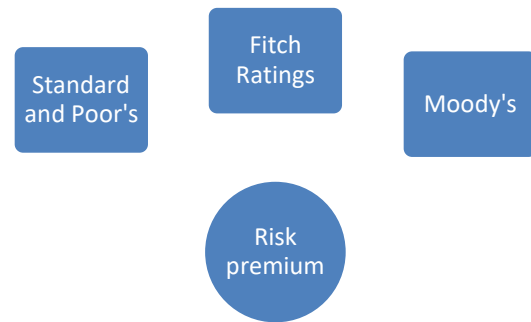 Standard
and Poor's
Fitch
Ratings
Moody's
Risk
premium